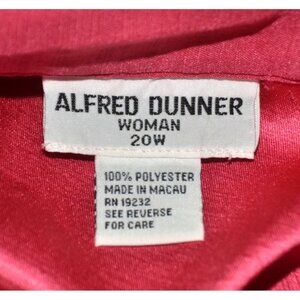 ALFRED DUNNER
WOMAN
20W
100% POLYESTER
MADE IN MACAU
RN 19232
SEE REVERSE
FOR CARE